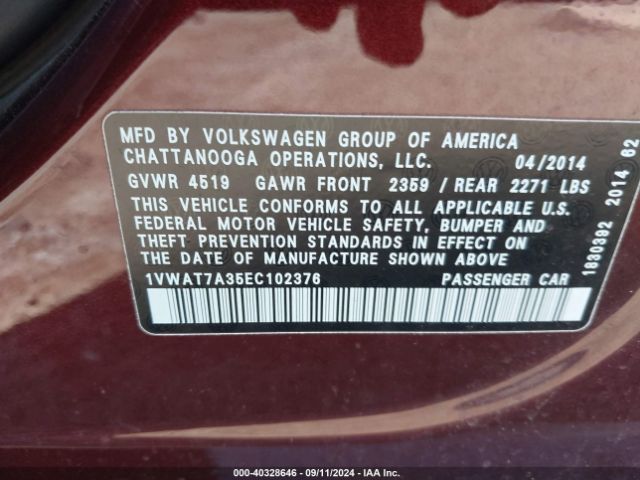 MFD BY VOLKSWAGEN GROUP OF AMERICA
CHATTANOOGA OPERATIONS, LLC. 04/2014
GVWR 4519 GAWR FRONT 2359 / REAR 2271 LBS
THIS VEHICLE CONFORMS TO ALL APPLICABLE U.S.
FEDERAL MOTOR VEHICLE SAFETY, BUMPER AND
THEFT PREVENTION STANDARDS IN EFFECT ON
THE DATE OF MANUFACTURE SHOWN ABOVE
1VWAT7A35EC102376 PASSENGER CAR
1830392 2014 62
000-40328646 - 09/11/2024 - IAA Inc.